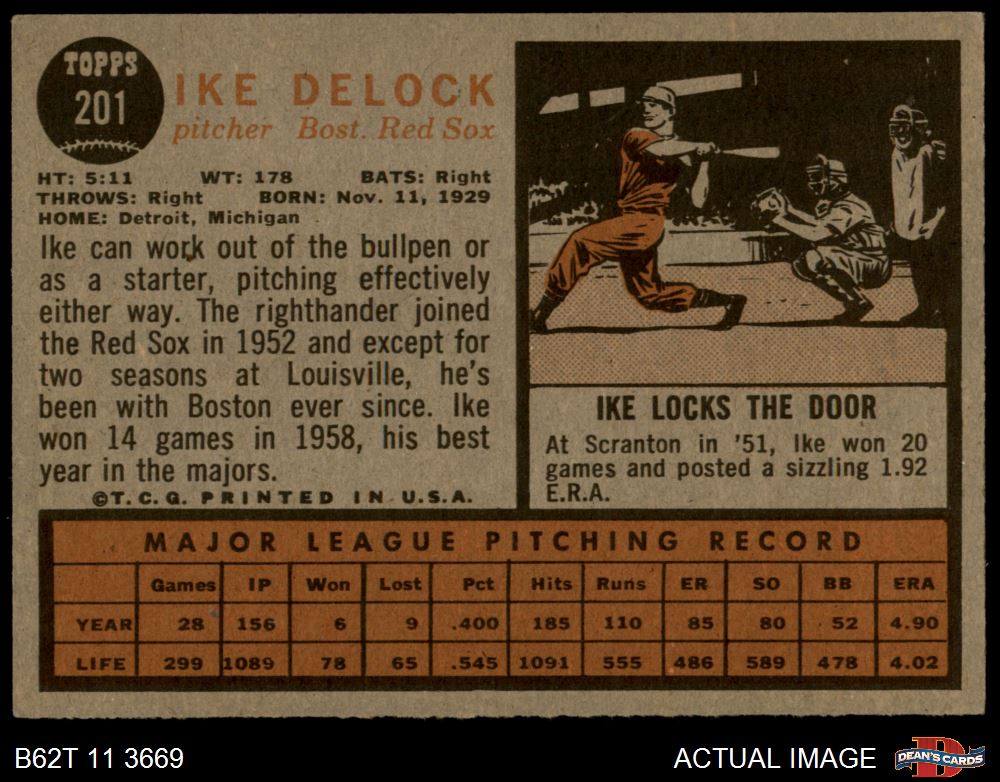 TOPPS
201
IKE DELOCK
pitcher Bost. Red Sox
HT: 5:11 WT: 178 BATS: Right
THROWS: Right BORN: Nov. 11, 1929
HOME: Detroit, Michigan
Ike can work out of the bullpen or
as a starter, pitching effectively
either way. The righthander joined
the Red Sox in 1952 and except for
two seasons at Louisville, he's
been with Boston ever since. Ike
won 14 games in 1958, his best
year in the majors.
©T.C.G. PRINTED IN U.S.A.
IKE LOCKS THE DOOR
At Scranton in '51, Ike won 20
games and posted a sizzling 1.92
E.R.A.
MAJOR LEAGUE PITCHING RECORD
Games IP Won Lost Pct Hits Runs ER SO BB ERA
YEAR 28 156 6 9 .400 185 110 85 80 52 4.90
LIFE 299 1089 78 65 .545 1091 555 486 589 478 4.02
B62T 11 3669
ACTUAL IMAGE
D
DEAN'S CARDS